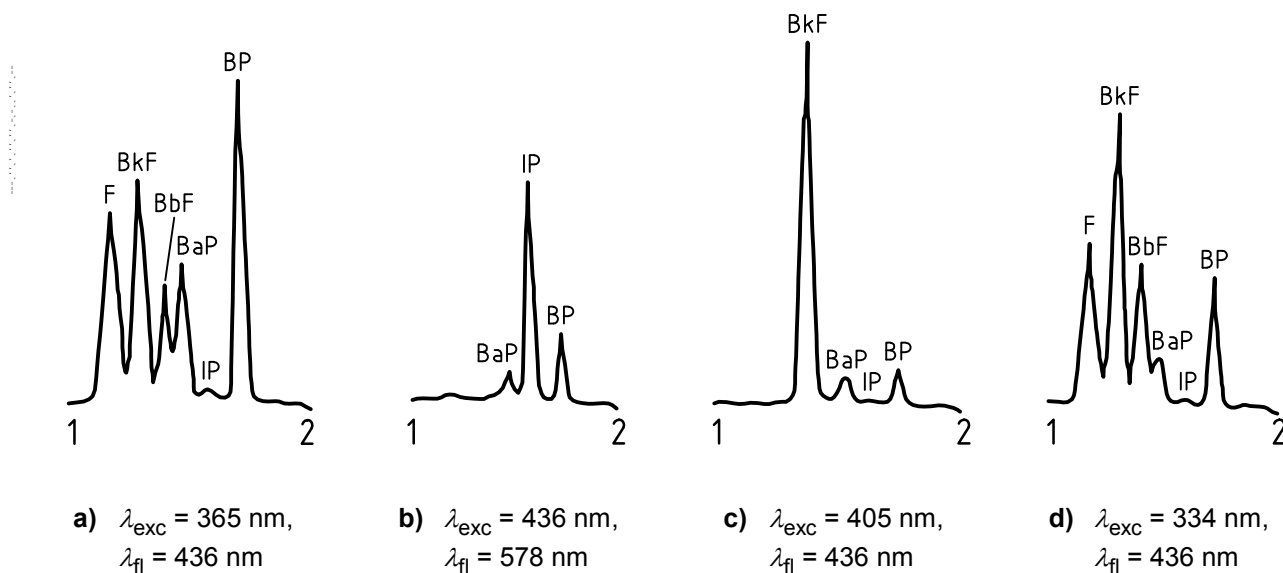 F
BkF
BbF
BaP
IP
BP
1
2
a) λexc = 365 nm,
λfl = 436 nm
BaP
IP
BP
1
2
b) λexc = 436 nm,
λfl = 578 nm
BkF
BaP
IP
BP
1
2
c) λexc = 405 nm,
λfl = 436 nm
F
BkF
BbF
BaP
IP
BP
1
2
d) λexc = 334 nm,
λfl = 436 nm